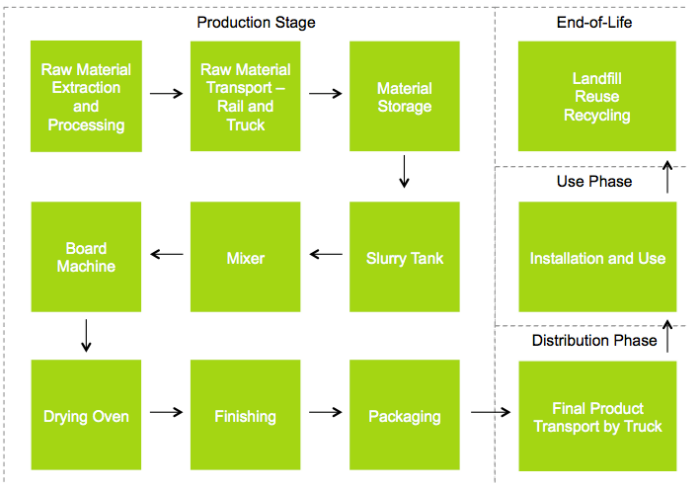 Production Stage
End-of-Life
Raw Material
Extraction
and
Processing
Raw Material
Transport –
Rail and
Truck
Material
Storage
Landfill
Reuse
Recycling
Use Phase
Board
Machine
Mixer
Slurry Tank
Installation and Use
Distribution Phase
Drying Oven
Finishing
Packaging
Final Product
Transport by Truck